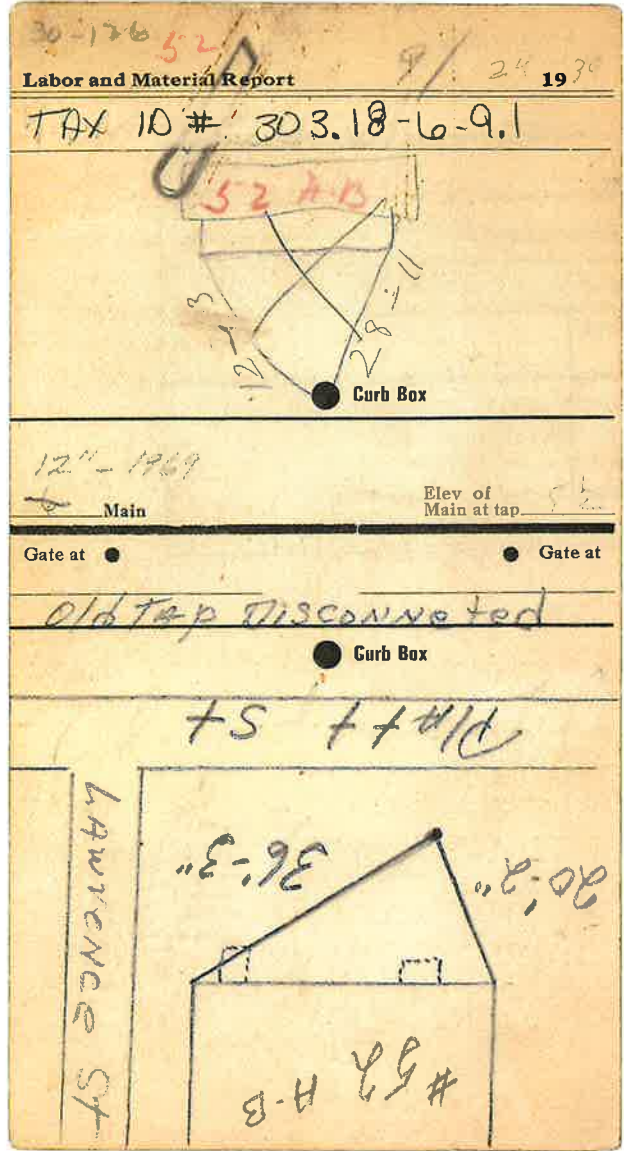 30-126 52
Labor and Material Report 19
TAX ID # 303.18-6-9.1
52 A-B
12-3
28-11
Curb Box
12" - 1969
6 Main
Elev of
Main at tap
Gate at
Gate at
Old Tap DISCONNeted
Curb Box
Platt St
LAWRENCE St
36'-3"
20'2"
#52 A-B